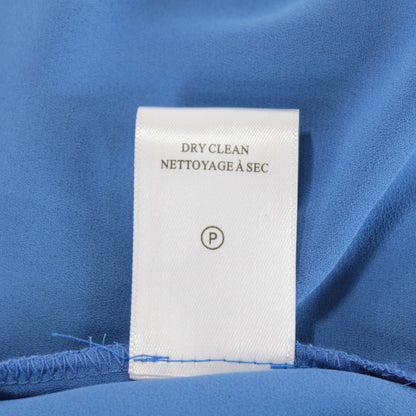 DRY CLEAN
NETTOYAGE À SEC
P